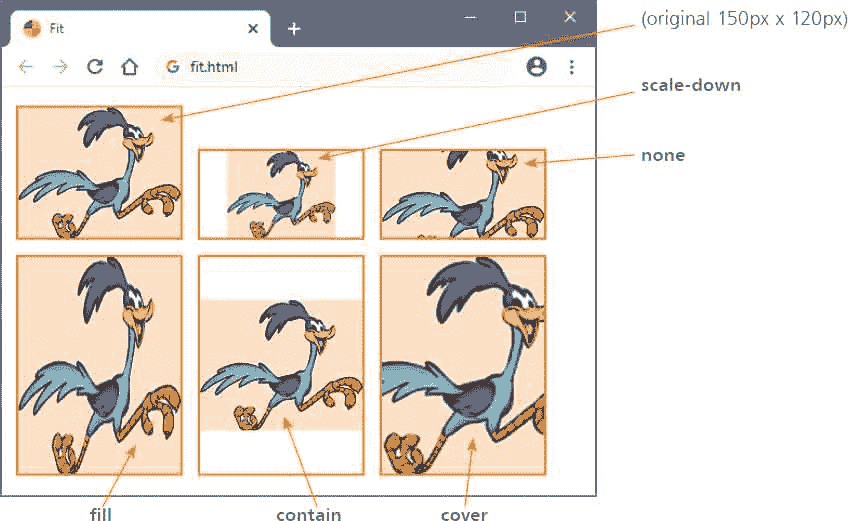 Fit
(original 150px x 120px)
fit.html
scale-down
none
fill
contain
cover